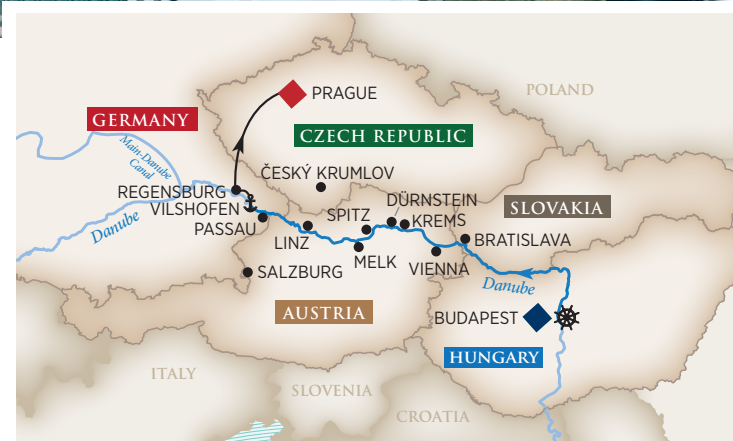 POLAND
PRAGUE
GERMANY
CZECH REPUBLIC
Main-Danube
Canal
ČESKÝ KRUMLOV
REGENSBURG
VILSHOFEN
PASSAU
Danube
DÜRNSTEIN
SPITZ
KREMS
SLOVAKIA
LINZ
BRATISLAVA
MELK
VIENNA
SALZBURG
Danube
AUSTRIA
BUDAPEST
HUNGARY
ITALY
SLOVENIA
CROATIA